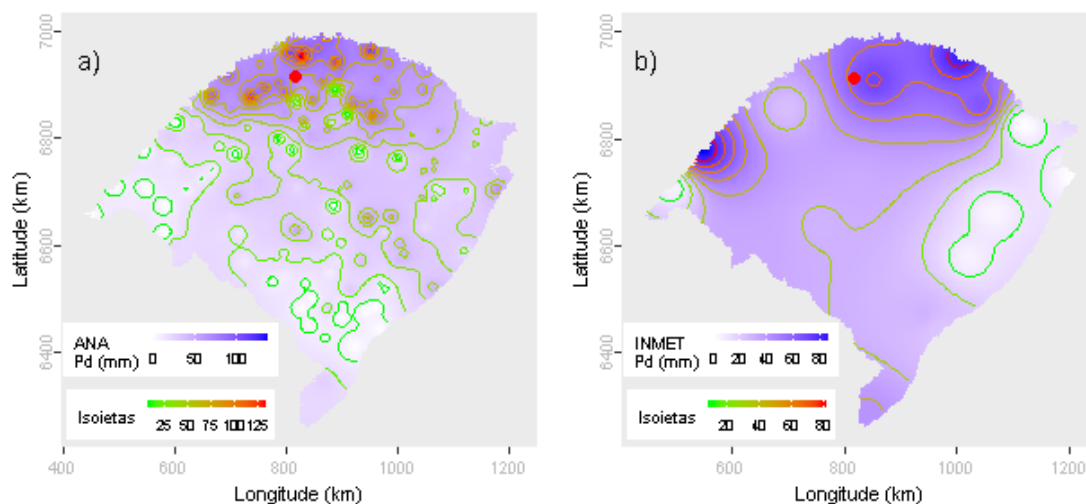 a)
7000
6800
6600
6400
Latitude (km)
ANA
Pd (mm)
0 50 100
Isoietas
25 50 75 100 125
400 600 800 1000 1200
Longitude (km)
b)
7000
6800
6600
6400
Latitude (km)
INMET
Pd (mm)
0 20 40 60 80
Isoietas
20 40 60 80
600 800 1000 1200
Longitude (km)